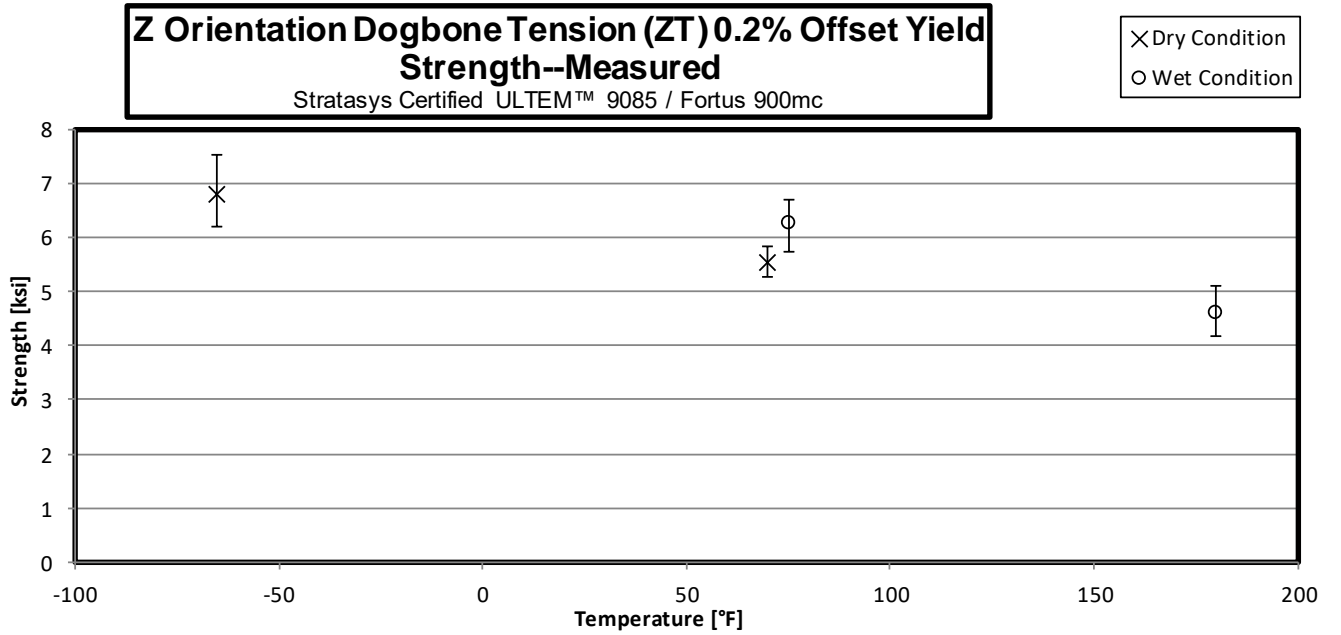 Z Orientation Dogbone Tension (ZT) 0.2% Offset Yield
Strength--Measured
Stratasys Certified ULTEM™ 9085 / Fortus 900mc
Dry Condition
Wet Condition
8
7
6
5
4
3
2
1
0
Strength [ksi]
-100
-50
0
50
100
150
200
Temperature [°F]